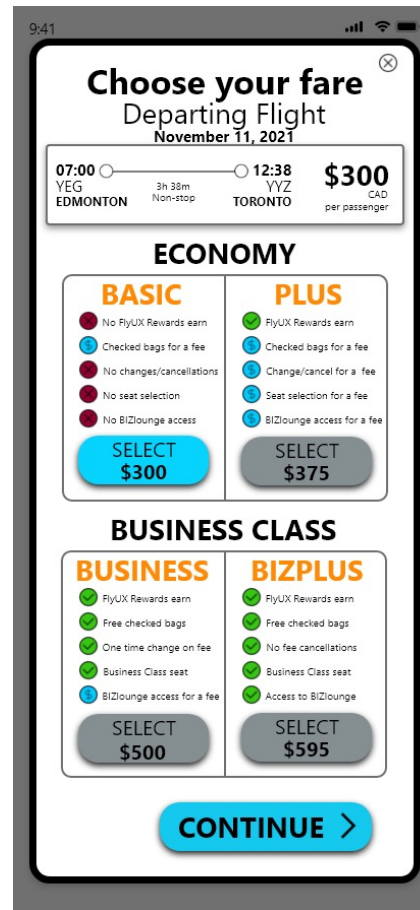 9:41
Choose your fare
Departing Flight
November 11, 2021
07:00 12:38 $300
YEG 3h 38m YYZ CAD
EDMONTON Non-stop TORONTO per passenger
ECONOMY
BASIC
No FlyUX Rewards earn
$ Checked bags for a fee
No changes/cancellations
No seat selection
No BIZlounge access
SELECT
$300
PLUS
FlyUX Rewards earn
$ Checked bags for a fee
$ Change/cancel for a fee
$ Seat selection for a fee
$ BIZlounge access for a fee
SELECT
$375
BUSINESS CLASS
BUSINESS
FlyUX Rewards earn
Free checked bags
One time change on fee
Business Class seat
$ BIZlounge access for a fee
SELECT
$500
BIZPLUS
FlyUX Rewards earn
Free checked bags
No fee cancellations
Business Class seat
Access to BIZlounge
SELECT
$595
CONTINUE